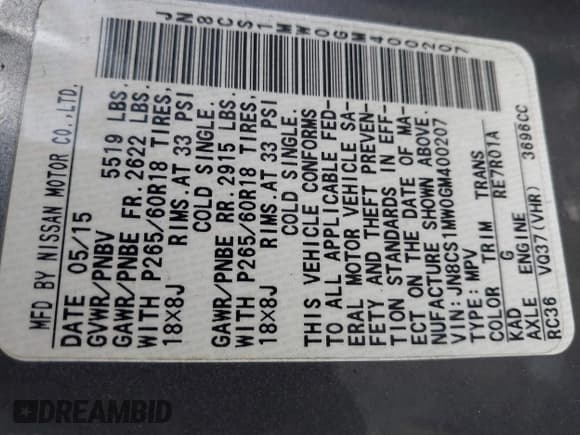 JN8CS1MW0GM400207
MFD BY NISSAN MOTOR CO.,LTD.
DATE 05/15
GVWR/PNBV 5519 LBS.
GAWR/PNBE FR. 2622 LBS.
WITH P265/60R18 TIRES,
18X8J RIMS.AT 33 PSI
COLD SINGLE.
GAWR/PNBE RR. 2915 LBS.
WITH P265/60R18 TIRES,
18X8J RIMS.AT 33 PSI
COLD SINGLE.
THIS VEHICLE CONFORMS
TO ALL APPLICABLE FED-
ERAL MOTOR VEHICLE SA-
FETY AND THEFT PREVEN-
TION STANDARDS IN EFF-
ECT ON THE DATE OF MA-
NUFACTURE SHOWN ABOVE.
VIN: JN8CS1MW0GM400207
TYPE: MPV
COLOR TRIM TRANS
KAD G RE7R01A
AXLE ENGINE
RC36 VQ37(VHR) 3696CC
DREAMBID